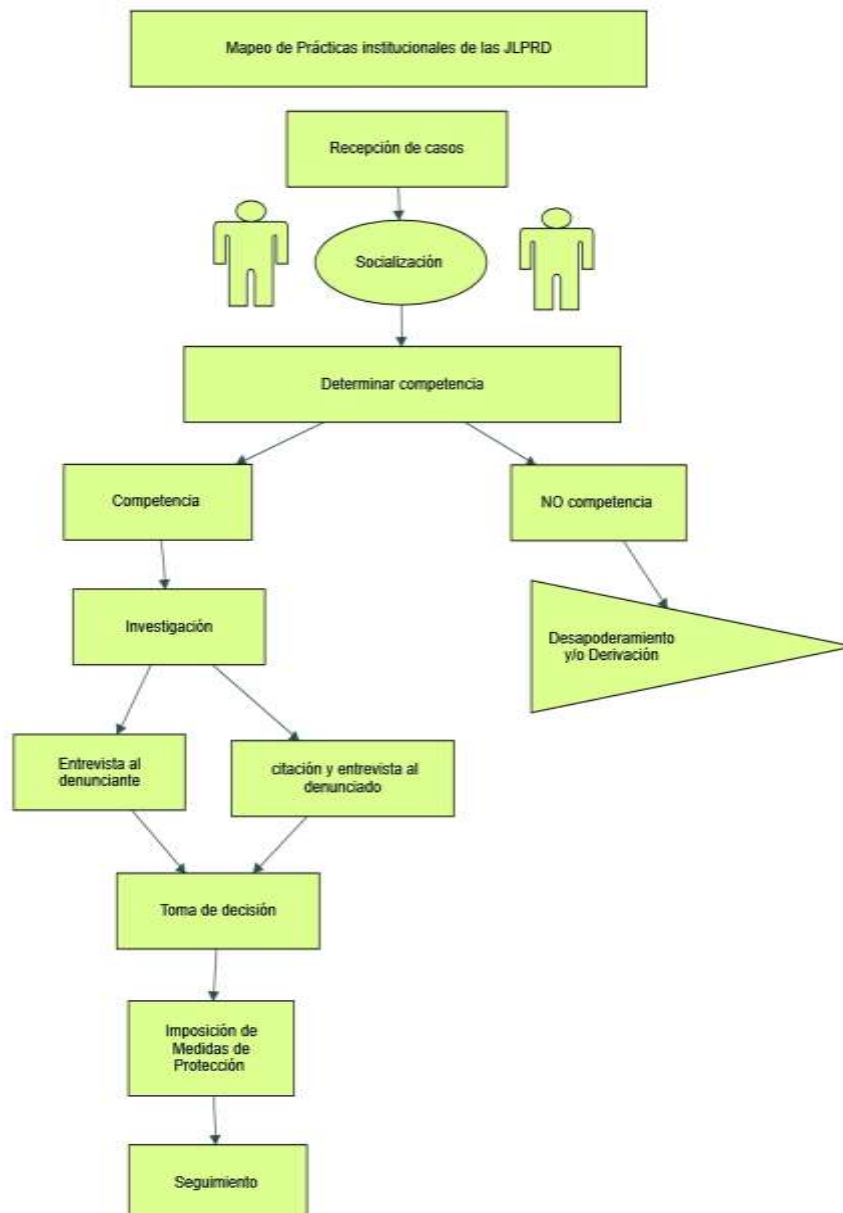 Mapeo de Prácticas institucionales de las JLPRD
Recepción de casos
Socialización
Determinar competencia
Competencia
NO competencia
Investigación
Desapoderamiento
y/o Derivación
Entrevista al
denunciante
citación y entrevista al
denunciado
Toma de decisión
Imposición de
Medidas de
Protección
Seguimiento